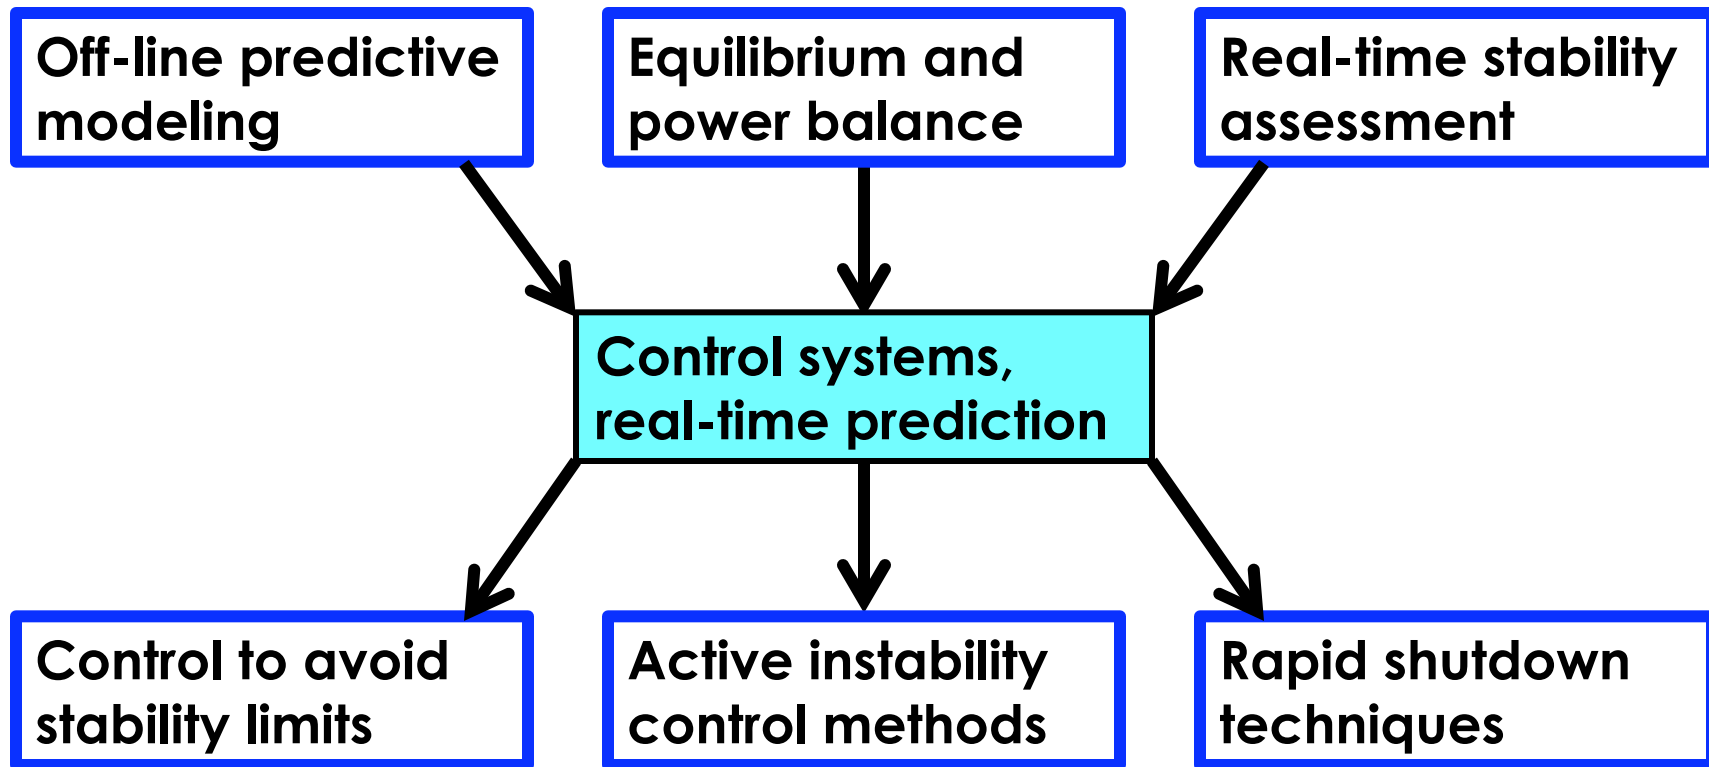 Off-line predictive
modeling
Equilibrium and
power balance
Real-time stability
assessment
Control systems,
real-time prediction
Control to avoid
stability limits
Active instability
control methods
Rapid shutdown
techniques